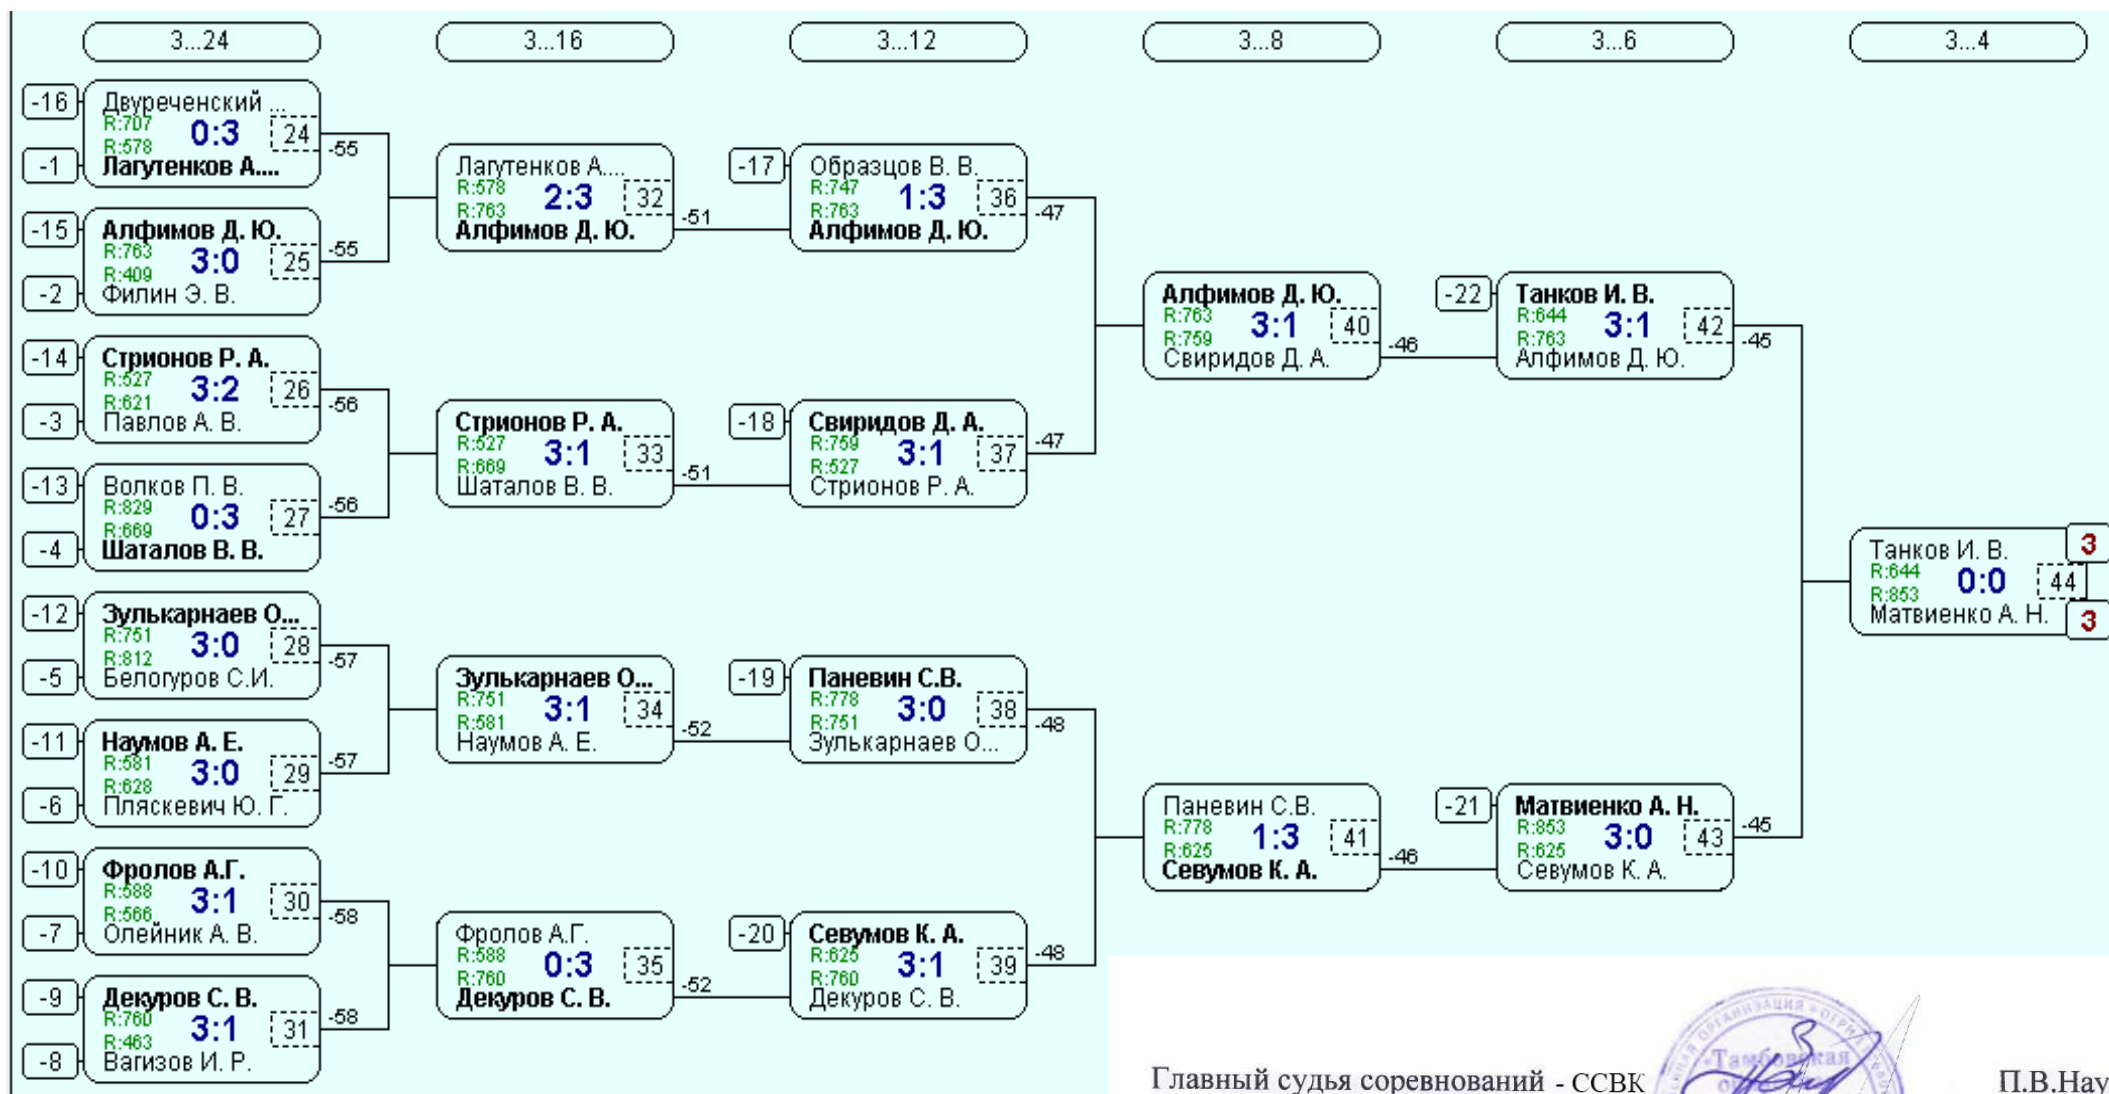 3...24
3...16
3...12
3...8
3...6
3...4
-16
Двуреченский ...
R:707
0:3
24
R:578
-1
Лагутенков А....
-55
-15
Алфимов Д. Ю.
R:763
3:0
25
R:409
-2
Филин Э. В.
-55
-14
Стрионов Р. А.
R:527
3:2
26
R:621
-3
Павлов А. В.
-56
-13
Волков П. В.
R:829
0:3
27
R:669
-4
Шаталов В. В.
-56
-12
Зулькарнаев О...
R:751
3:0
28
R:812
-5
Белогуров С.И.
-57
-11
Наумов А. Е.
R:581
3:0
29
R:628
-6
Пляскевич Ю. Г.
-57
-10
Фролов А.Г.
R:588
3:1
30
R:566
-7
Олейник А. В.
-58
-9
Декуров С. В.
R:760
3:1
31
R:463
-8
Вагизов И. Р.
-58
Лагутенков А....
R:578
2:3
32
R:763
Алфимов Д. Ю.
-51
Стрионов Р. А.
R:527
3:1
33
R:669
Шаталов В. В.
-51
Зулькарнаев О...
R:751
3:1
34
R:581
Наумов А. Е.
-52
Фролов А.Г.
R:588
0:3
35
R:760
Декуров С. В.
-52
-17
Образцов В. В.
R:747
1:3
36
R:763
Алфимов Д. Ю.
-47
-18
Свиридов Д. А.
R:759
3:1
37
R:527
Стрионов Р. А.
-47
-19
Паневин С.В.
R:778
3:0
38
R:751
Зулькарнаев О...
-48
-20
Севумов К. А.
R:625
3:1
39
R:760
Декуров С. В.
-48
Алфимов Д. Ю.
R:763
3:1
40
R:759
Свиридов Д. А.
-46
Паневин С.В.
R:778
1:3
41
R:625
Севумов К. А.
-46
-22
Танков И. В.
R:644
3:1
42
R:763
Алфимов Д. Ю.
-45
-21
Матвиенко А. Н.
R:853
3:0
43
R:625
Севумов К. А.
-45
Танков И. В.
3
R:644
0:0
44
R:853
Матвиенко А. Н.
3
Главный судья соревнований - ССВК
П.В.Нау
ОРГАНИЗАЦИЯ
Тамбовская